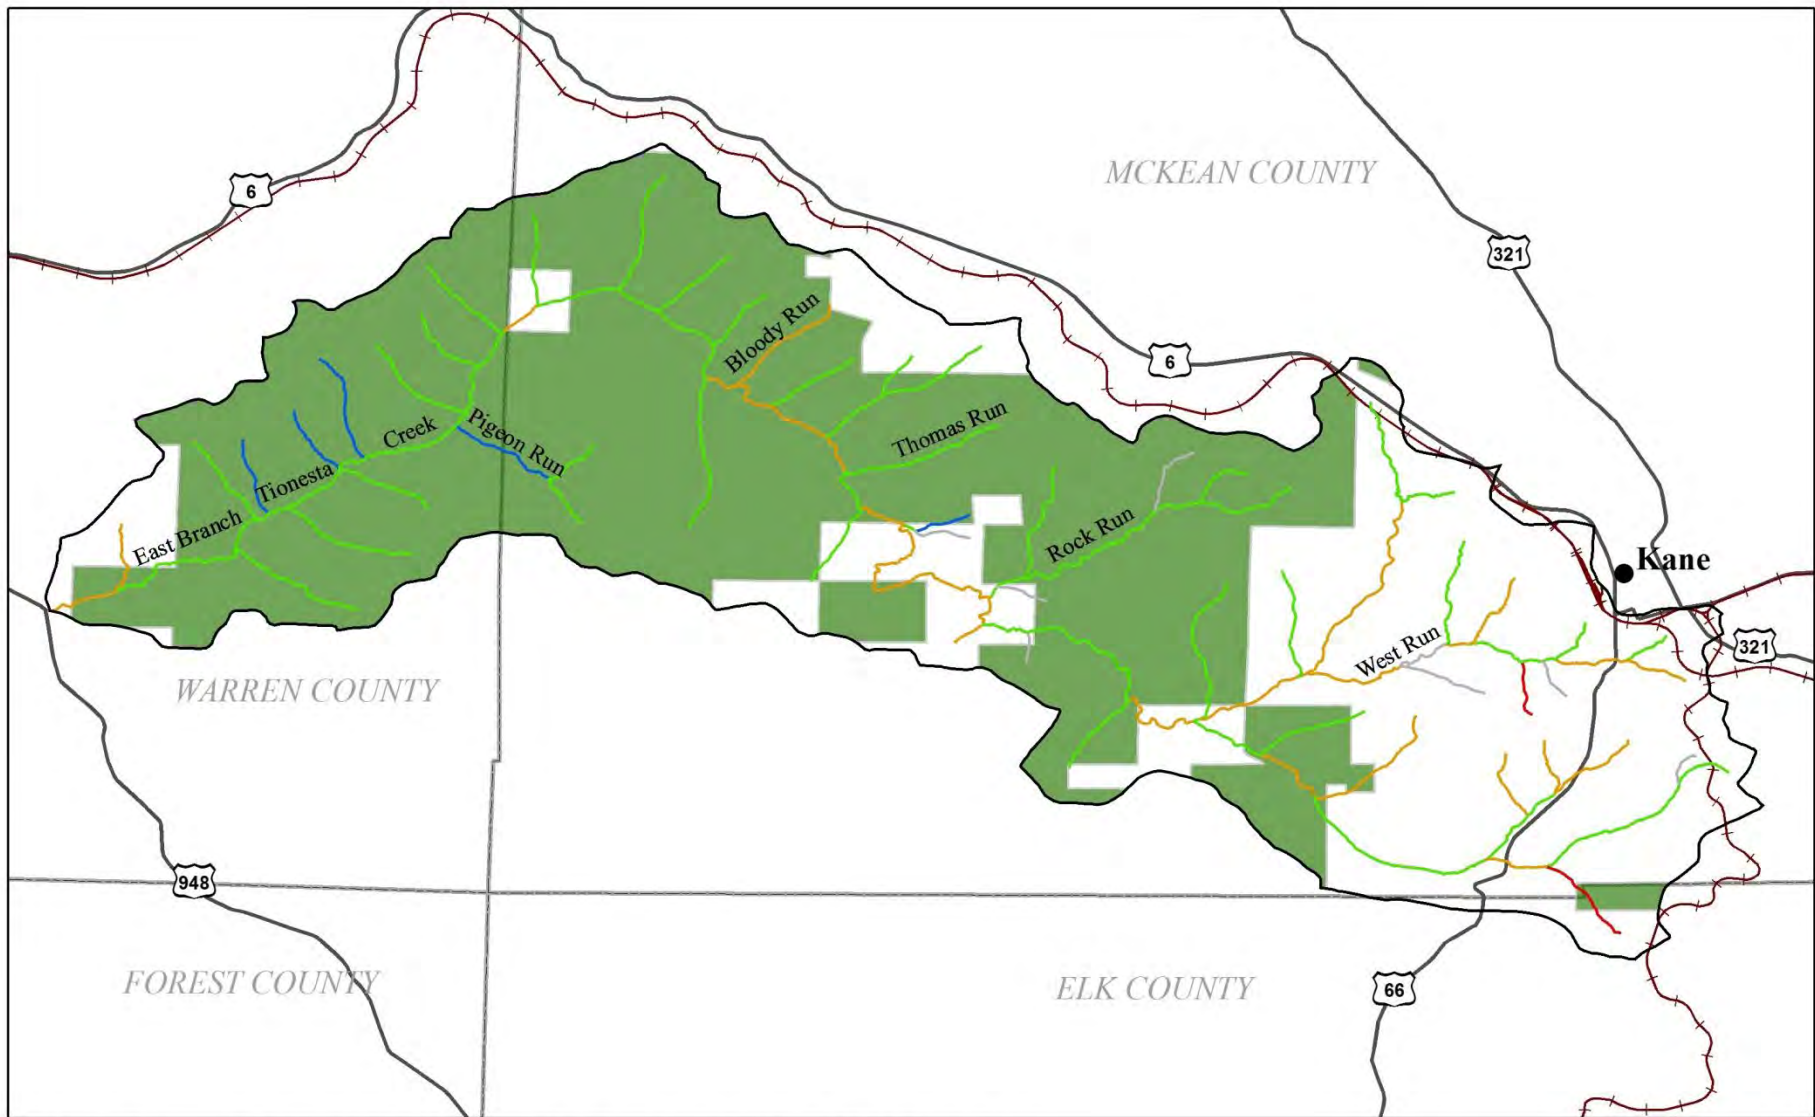 MCKEAN COUNTY
6
321
Bloody Run
6
Creek
Pigeon Run
Thomas Run
Tionesta
East Branch
Rock Run
Kane
West Run
321
WARREN COUNTY
948
FOREST COUNTY
ELK COUNTY
66